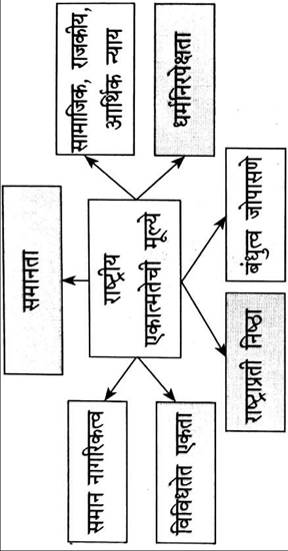 समानता
सामाजिक, राजकीय,
आर्थिक न्याय
धर्मनिरपेक्षता
राष्ट्रीय
एकात्मतेची मूल्ये
समान नागरिकत्व
विविधतेत एकता
राष्ट्राप्रती निष्ठा
बंधुत्व जोपासणे